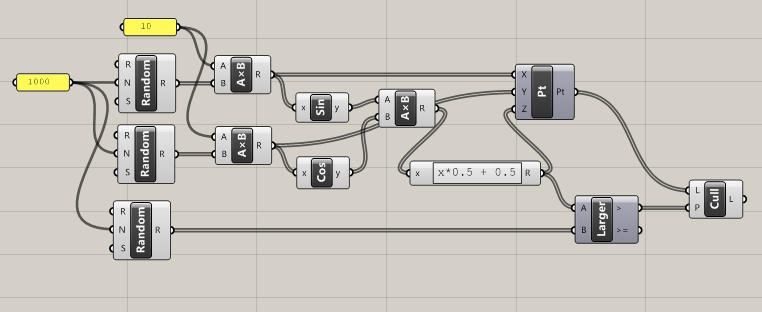 10
R
N
S
Random
R
A
B
A×B
R
1000
x
Sin
y
A
B
A×B
R
X
Y
Z
Pt
Pt
R
N
S
Random
R
A
B
A×B
R
x
Cos
y
x
x*0.5 + 0.5
R
L
P
Cull
L
R
N
S
Random
R
A
B
Larger
>
>=